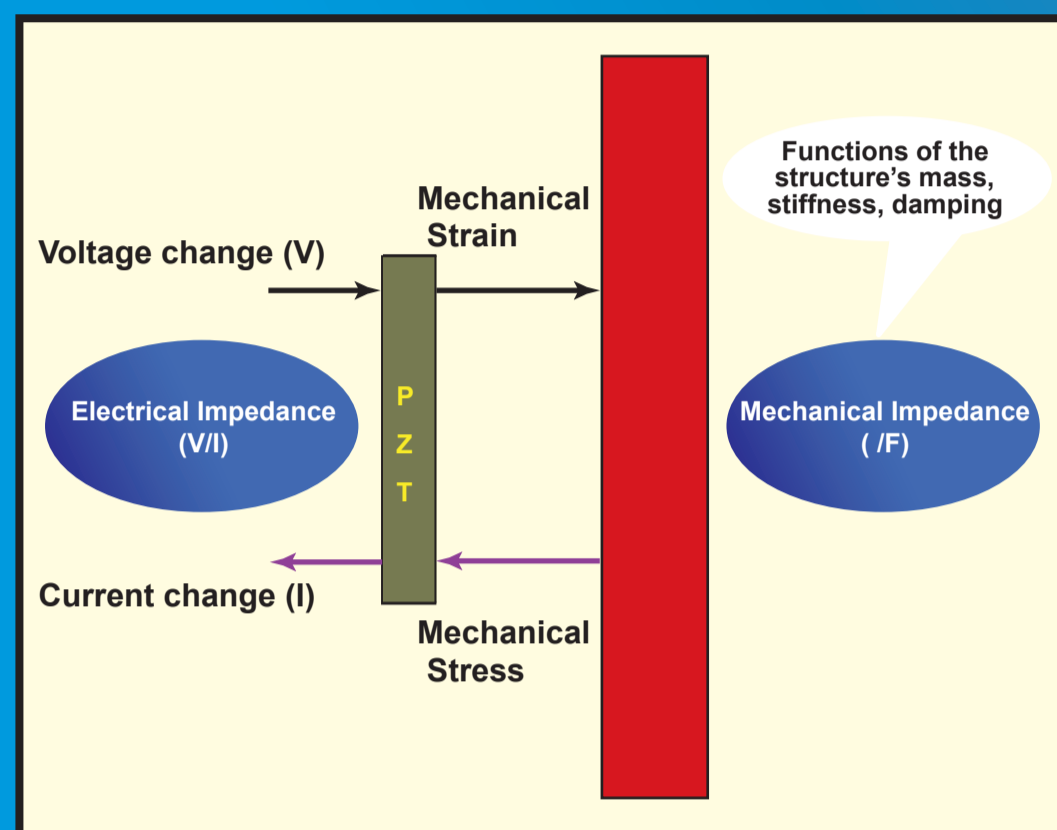 Functions of the
structure's mass,
stiffness, damping
Mechanical
Strain
Voltage change (V)
P
Z
T
Electrical Impedance
(V/I)
Mechanical Impedance
( /F)
Current change (I)
Mechanical
Stress